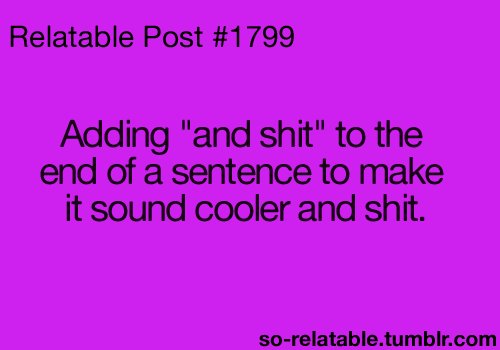 Relatable Post #1799
Adding "and shit" to the
end of a sentence to make
it sound cooler and shit.
so-relatable.tumblr.com